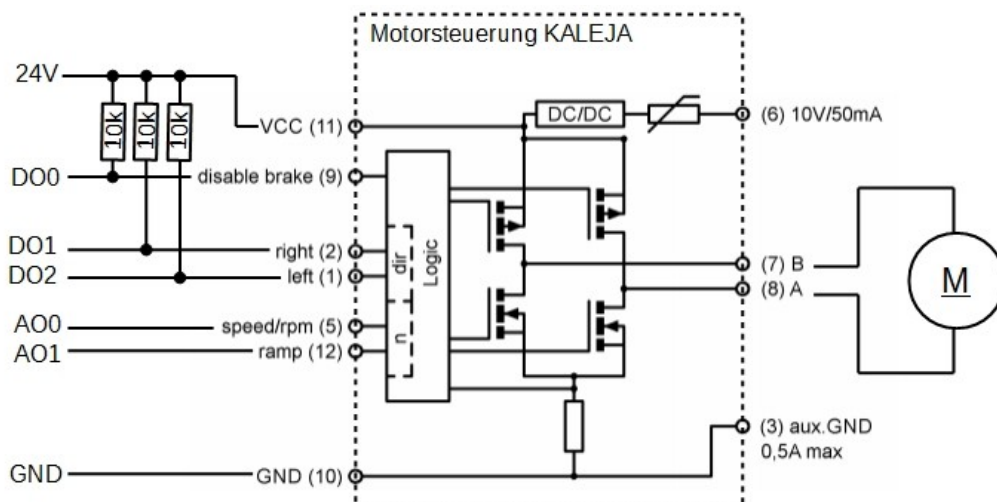 Motorsteuerung KALEJA
24V
10k
10k
10k
VCC (11)
DC/DC
(6) 10V/50mA
DO0
disable brake (9)
DO1
right (2)
DO2
left (1)
dir
Logic
(7) B
(8) A
M
AO0
speed/rpm (5)
AO1
ramp (12)
n
(3) aux.GND
0,5A max
GND
GND (10)